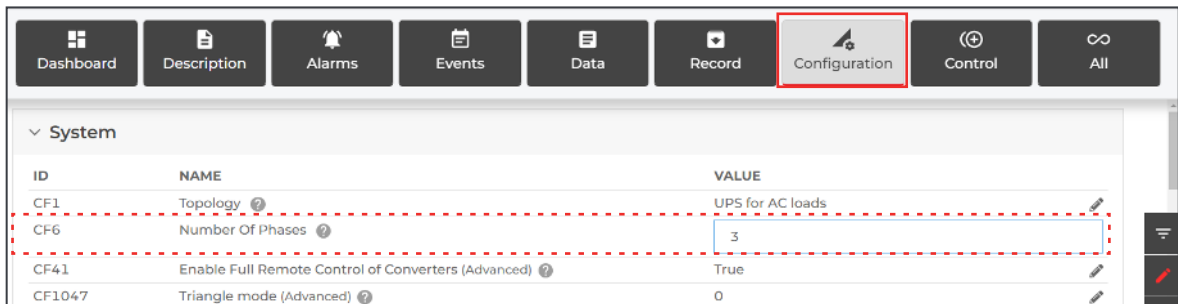 Dashboard Description Alarms Events Data Record Configuration Control All
System
ID NAME VALUE
CF1 Topology ? UPS for AC loads
CF6 Number Of Phases ? 3
CF41 Enable Full Remote Control of Converters (Advanced) ? True
CF1047 Triangle mode (Advanced) ? 0